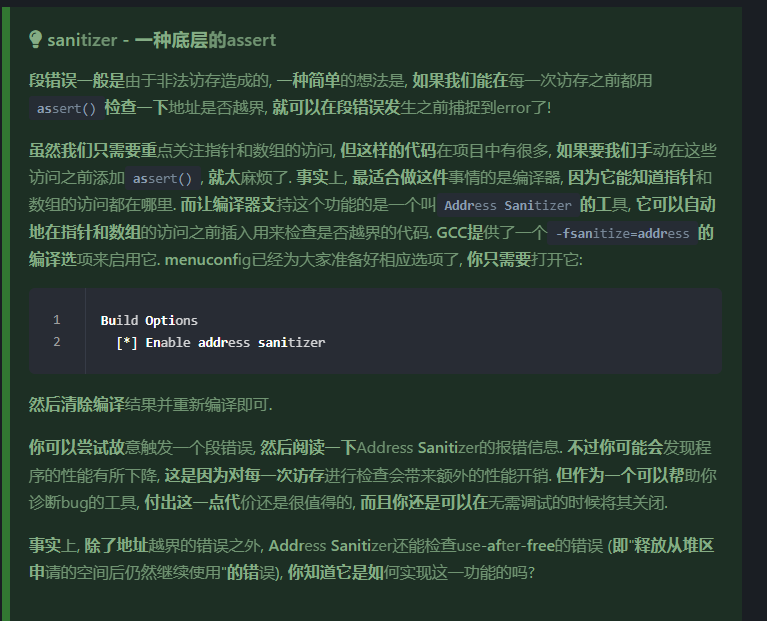 sanitizer - 一种底层的assert
段错误一般是由于非法访存造成的, 一种简单的想法是, 如果我们能在每一次访存之前都用
assert() 检查一下地址是否越界, 就可以在段错误发生之前捕捉到error了!
虽然我们只需要重点关注指针和数组的访问, 但这样的代码在项目中有很多, 如果要我们手动在这些
访问之前添加 assert() , 就太麻烦了. 事实上, 最适合做这件事情的是编译器, 因为它能知道指针和
数组的访问都在哪里. 而让编译器支持这个功能的是一个叫 Address Sanitizer 的工具, 它可以自动
地在指针和数组的访问之前插入用来检查是否越界的代码. GCC提供了一个 -fsanitize=address 的
编译选项来启用它. menuconfig已经为大家准备好相应选项了, 你只需要打开它:
1 Build Options
2 [*] Enable address sanitizer
然后清除编译结果并重新编译即可.
你可以尝试故意触发一个段错误, 然后阅读一下Address Sanitizer的报错信息. 不过你可能会发现程
序的性能有所下降, 这是因为对每一次访存进行检查会带来额外的性能开销. 但作为一个可以帮助你
诊断bug的工具, 付出这一点代价还是很值得的, 而且你还是可以在无需调试的时候将其关闭.
事实上, 除了地址越界的错误之外, Address Sanitizer还能检查use-after-free的错误 (即"释放从堆区
申请的空间后仍然继续使用"的错误), 你知道它是如何实现这一功能的吗?